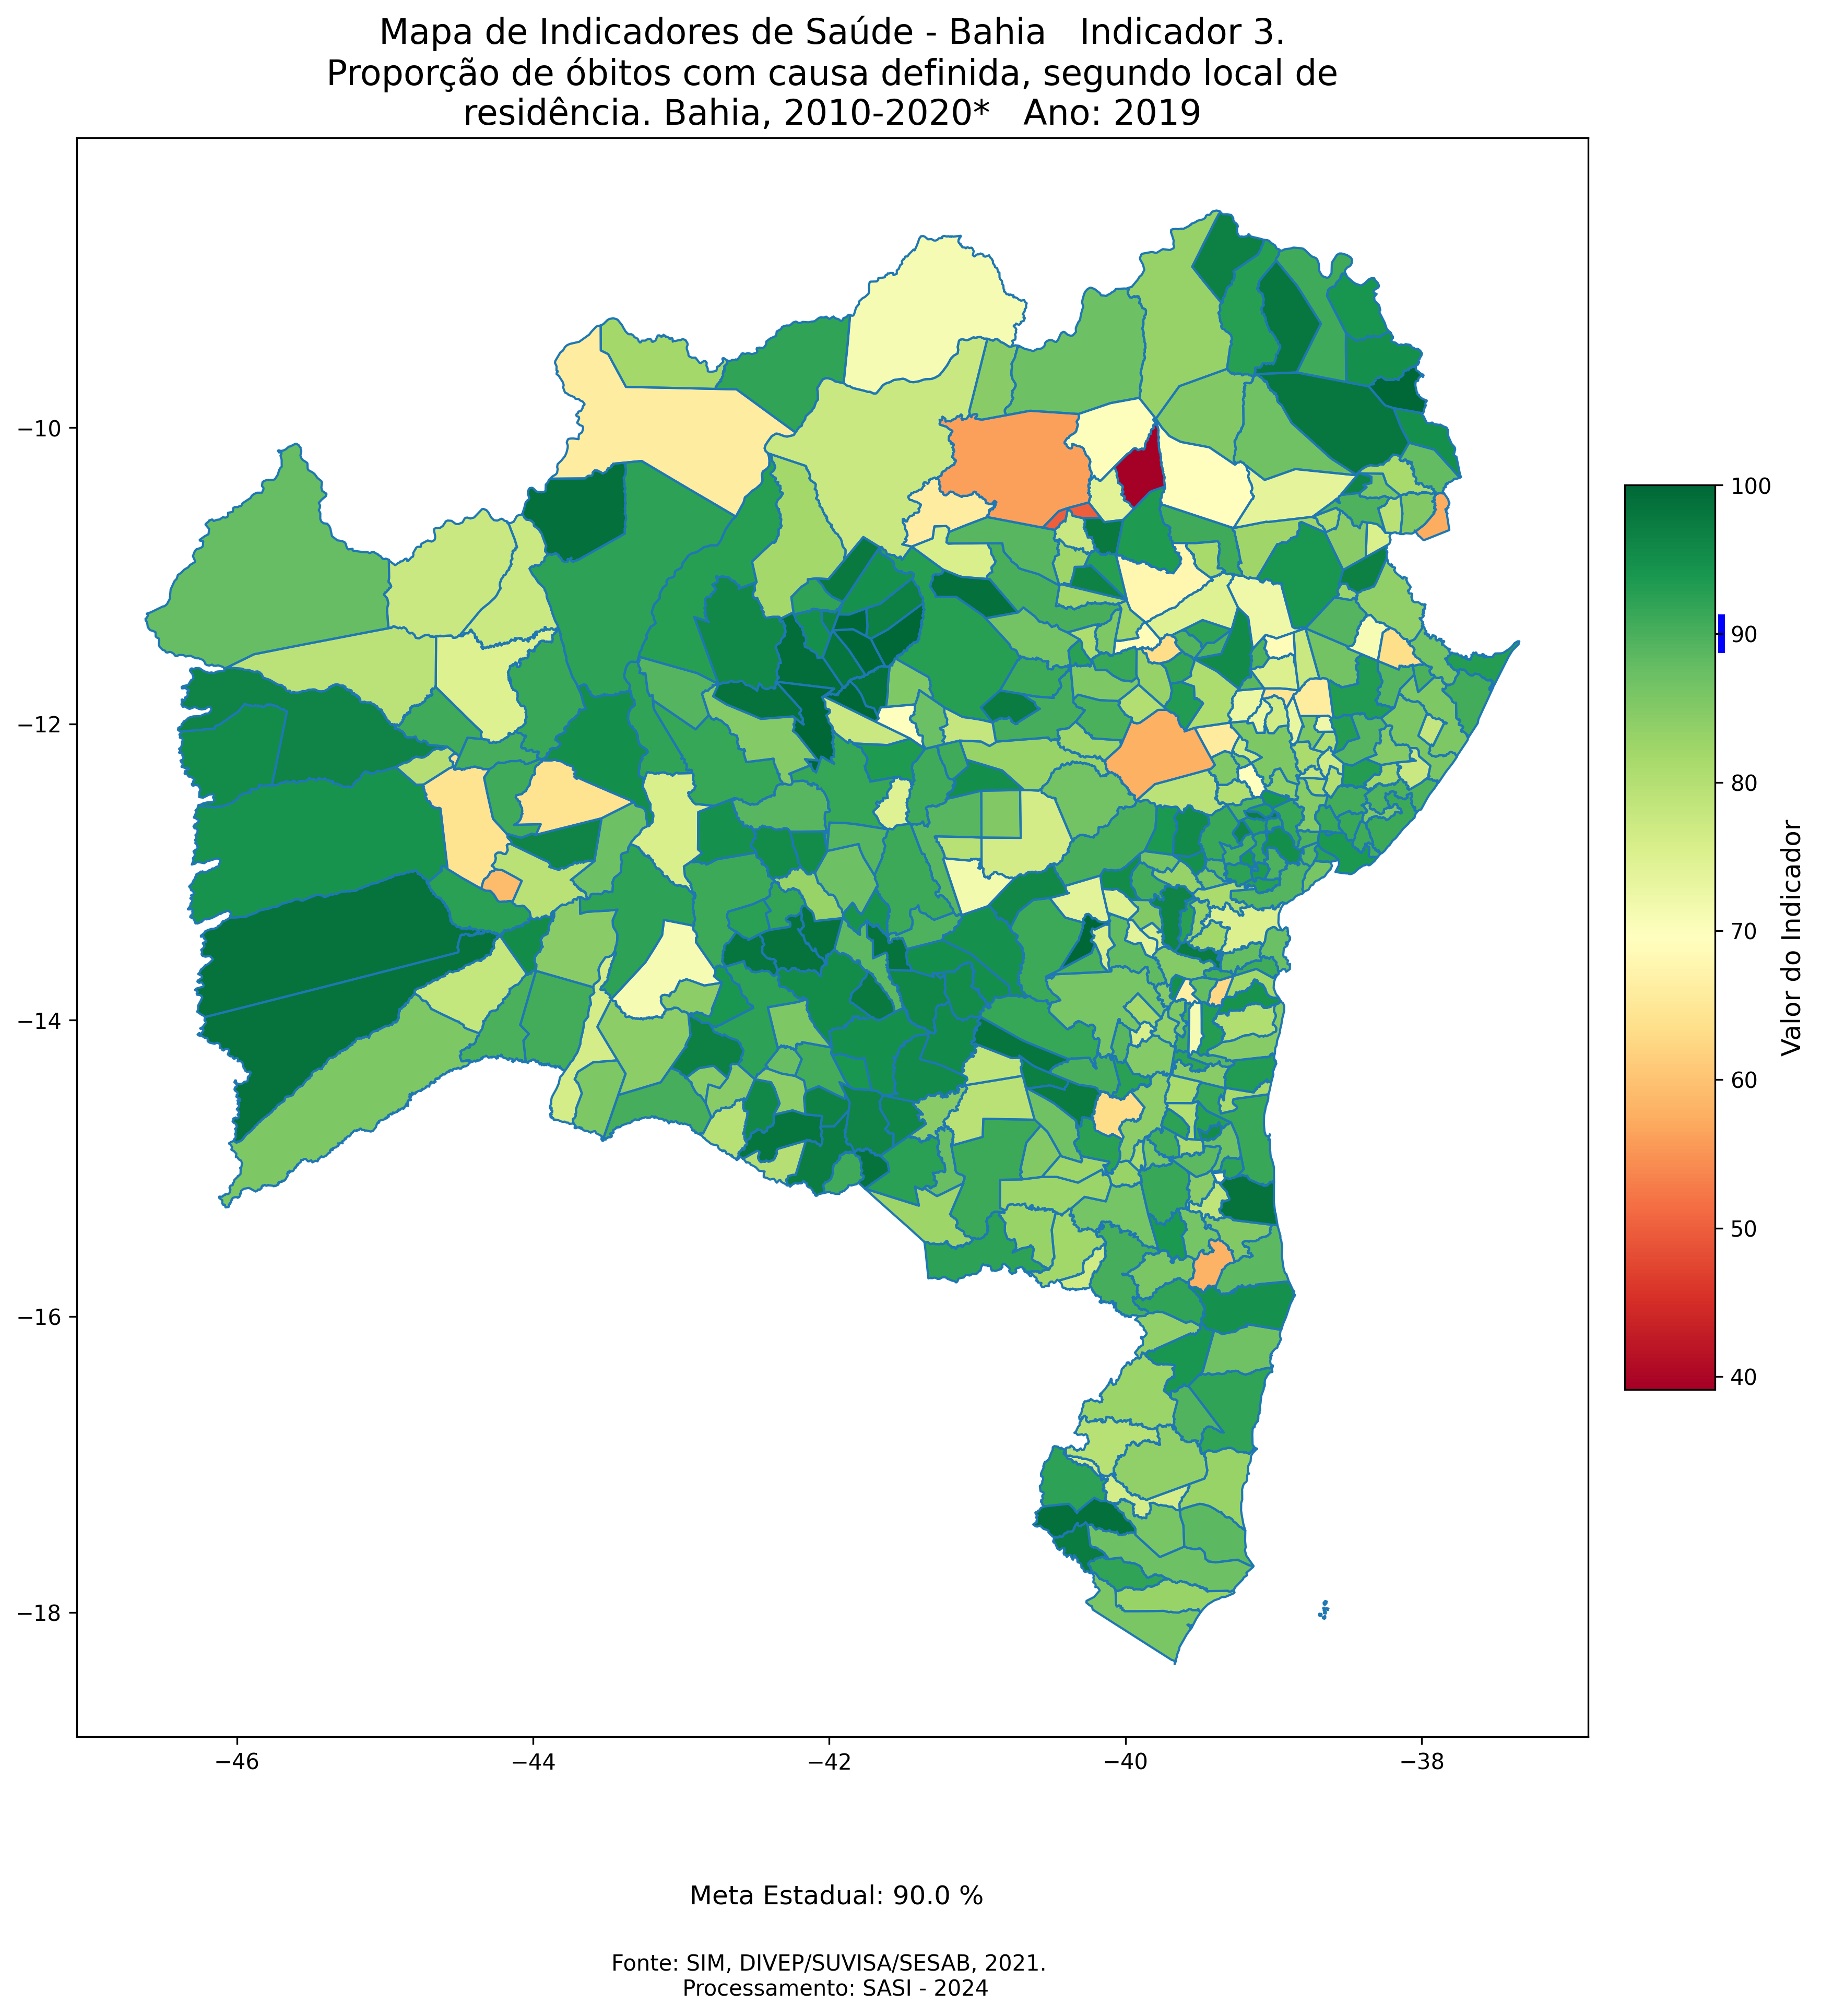 Mapa de Indicadores de Saúde - Bahia   Indicador 3.
Proporção de óbitos com causa definida, segundo local de
residência. Bahia, 2010-2020*   Ano: 2019
−10
−12
−14
−16
−18
−46
−44
−42
−40
−38
100
90
80
70
60
50
40
Valor do Indicador
Meta Estadual: 90.0 %
Fonte: SIM, DIVEP/SUVISA/SESAB, 2021.
Processamento: SASI - 2024